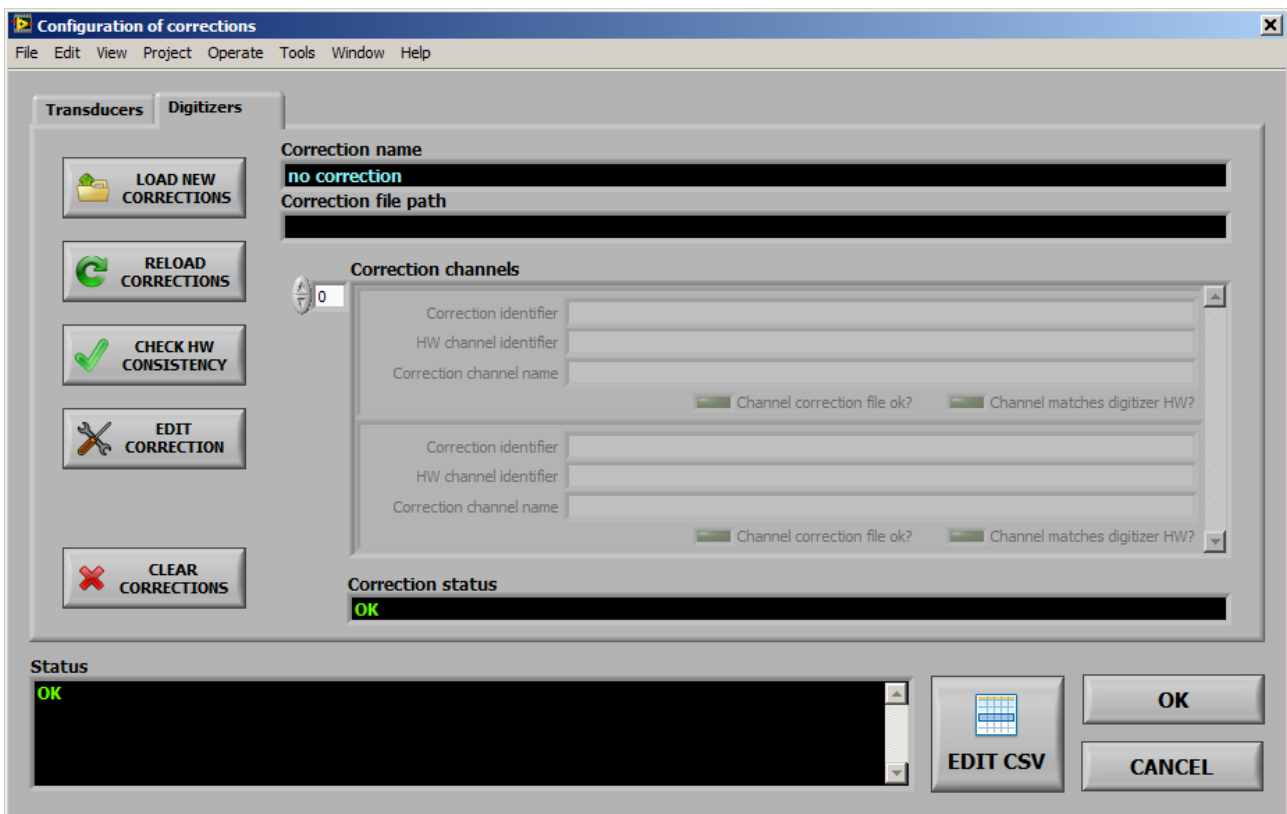 Configuration of corrections
File Edit View Project Operate Tools Window Help
Transducers Digitizers
LOAD NEW
CORRECTIONS
RELOAD
CORRECTIONS
CHECK HW
CONSISTENCY
EDIT
CORRECTION
CLEAR
CORRECTIONS
Correction name
no correction
Correction file path
Correction channels
0
Correction identifier
HW channel identifier
Correction channel name
Channel correction file ok? Channel matches digitizer HW?
Correction identifier
HW channel identifier
Correction channel name
Channel correction file ok? Channel matches digitizer HW?
Correction status
OK
Status
OK
EDIT CSV
OK
CANCEL